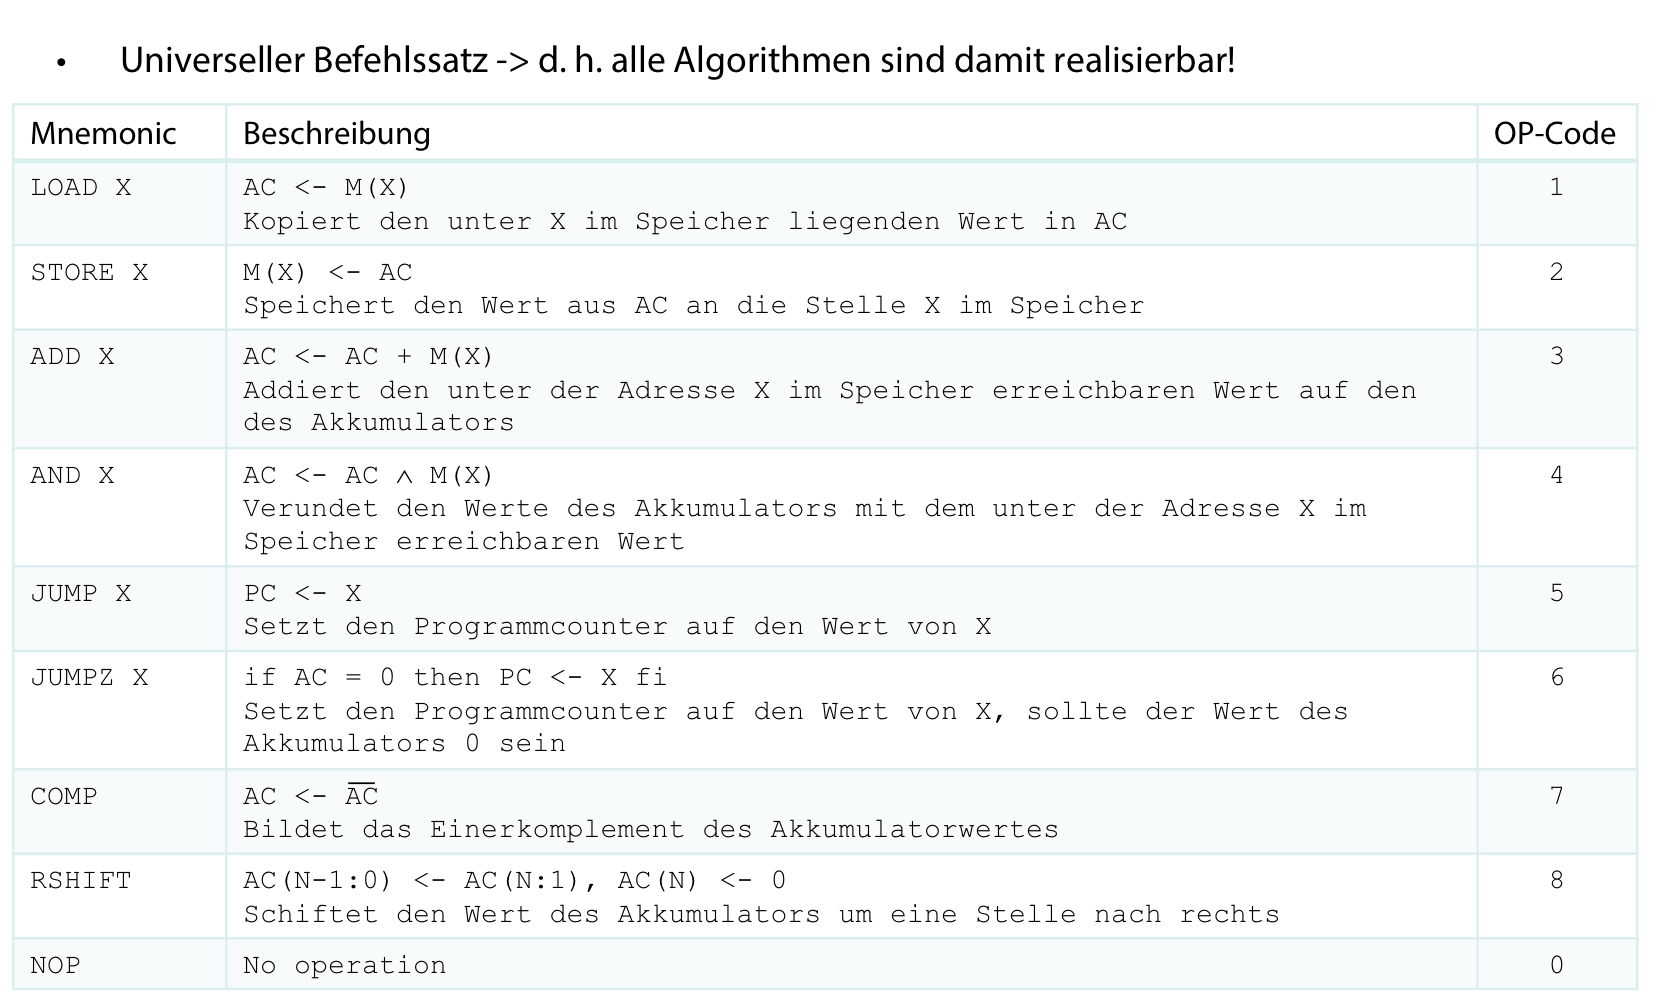 • Universeller Befehlssatz -> d. h. alle Algorithmen sind damit realisierbar!
Mnemonic Beschreibung OP-Code
LOAD X AC <- M(X) 1
Kopiert den unter X im Speicher liegenden Wert in AC
STORE X M(X) <- AC 2
Speichert den Wert aus AC an die Stelle X im Speicher
ADD X AC <- AC + M(X) 3
Addiert den unter der Adresse X im Speicher erreichbaren Wert auf den
des Akkumulators
AND X AC <- AC ∧ M(X) 4
Verundet den Werte des Akkumulators mit dem unter der Adresse X im
Speicher erreichbaren Wert
JUMP X PC <- X 5
Setzt den Programmcounter auf den Wert von X
JUMPZ X if AC = 0 then PC <- X fi 6
Setzt den Programmcounter auf den Wert von X, sollte der Wert des
Akkumulators 0 sein
COMP AC <- A̅C̅ 7
Bildet das Einerkomplement des Akkumulatorwertes
RSHIFT AC(N-1:0) <- AC(N:1), AC(N) <- 0 8
Schiftet den Wert des Akkumulators um eine Stelle nach rechts
NOP No operation 0